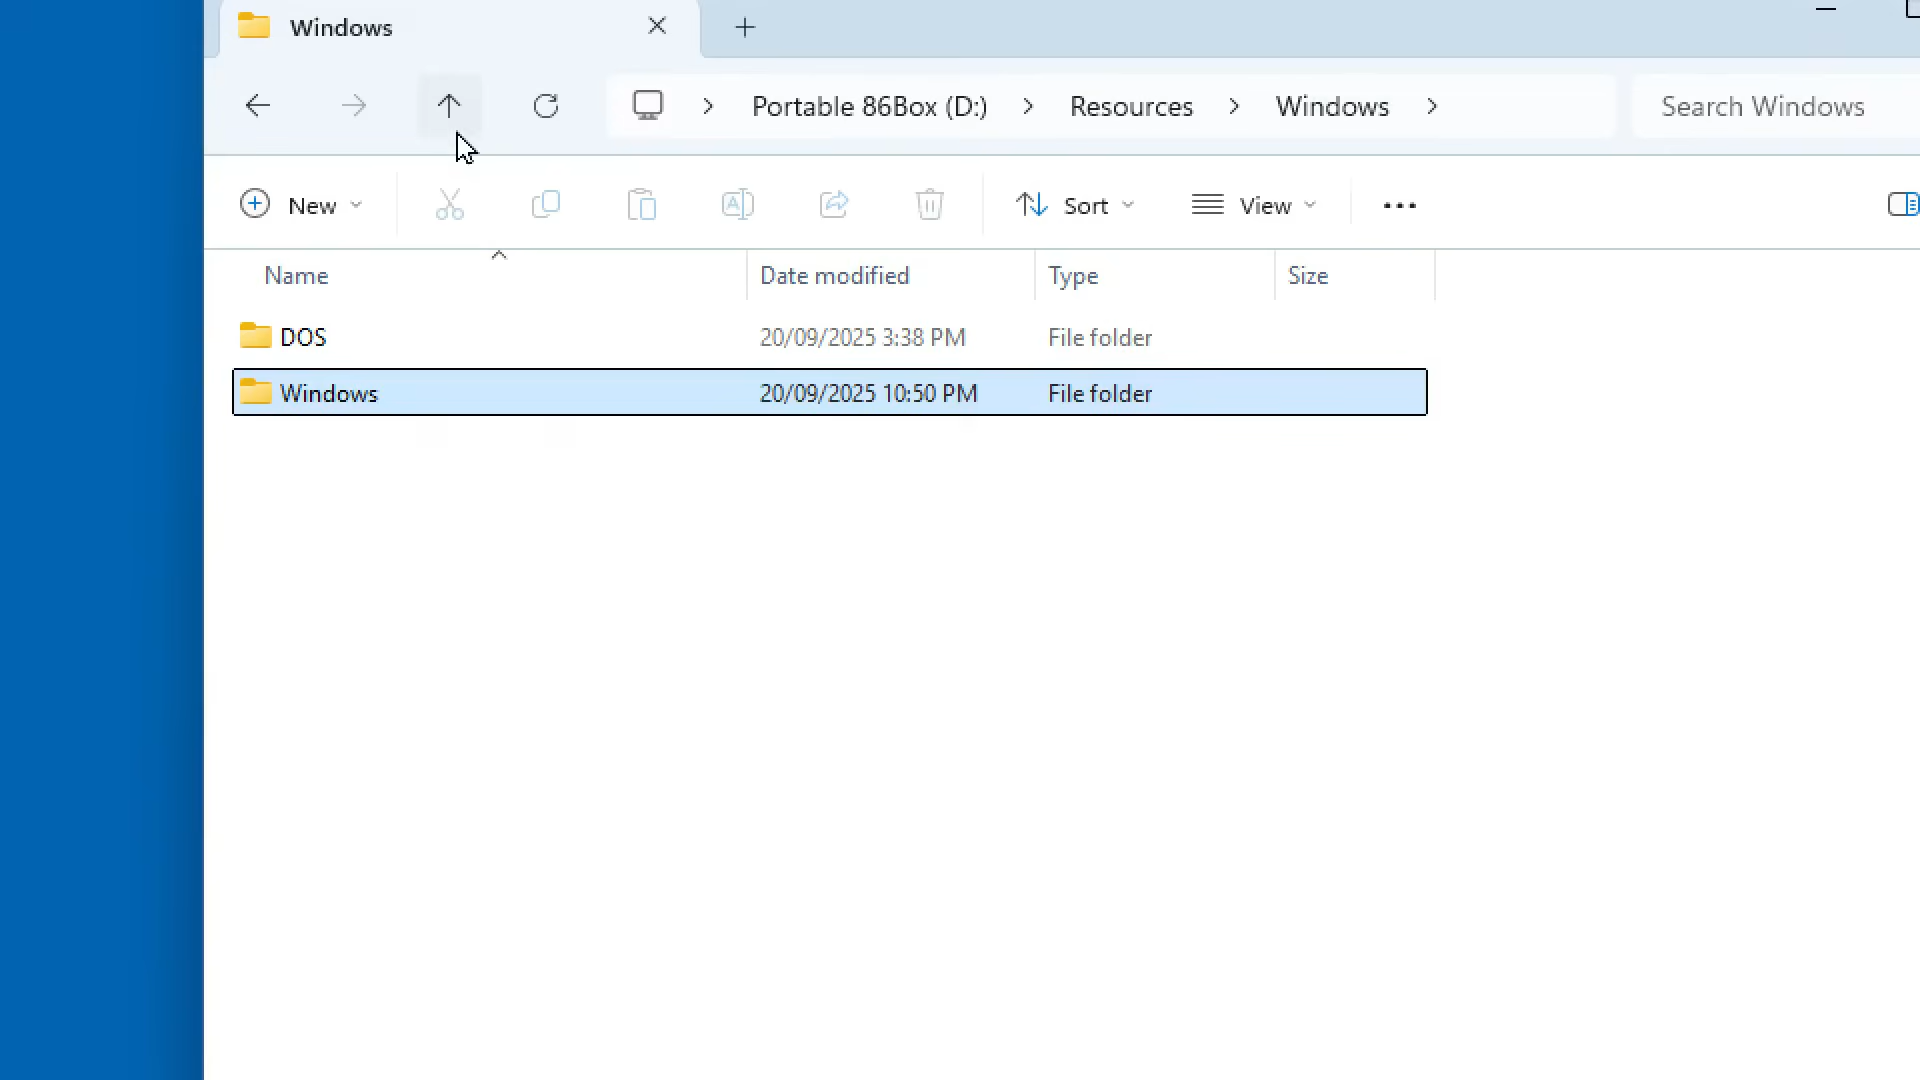 Windows
Portable 86Box (D:) Resources Windows Search Windows
New Sort View
Name Date modified Type Size
DOS 20/09/2025 3:38 PM File folder
Windows 20/09/2025 10:50 PM File folder